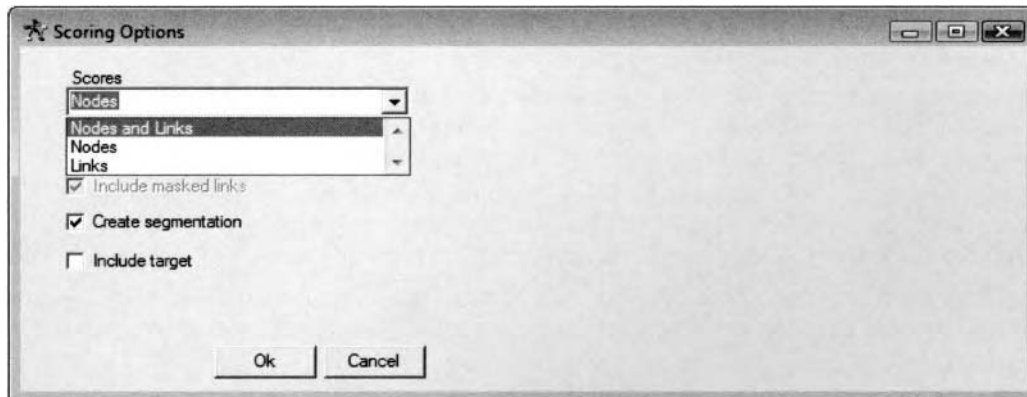 Scoring Options
Scores
Nodes
Nodes and Links
Nodes
Links
Include masked links
Create segmentation
Include target
Ok
Cancel